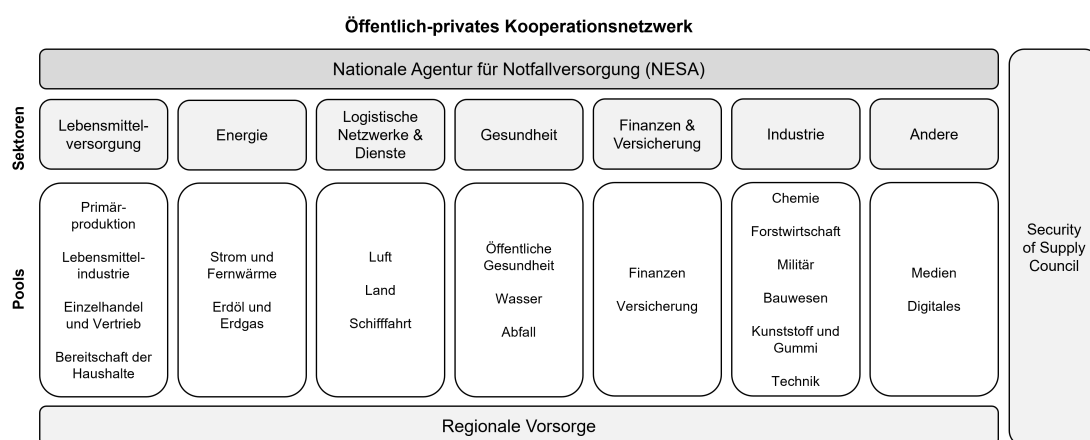 Öffentlich-privates Kooperationsnetzwerk
Nationale Agentur für Notfallversorgung (NESA)
Sektoren
Lebensmittel-
versorgung
Energie
Logistische
Netzwerke &
Dienste
Gesundheit
Finanzen &
Versicherung
Industrie
Andere
Pools
Primär-
produktion
Lebensmittel-
industrie
Einzelhandel
und Vertrieb
Bereitschaft der
Haushalte
Strom und
Fernwärme
Erdöl und
Erdgas
Luft
Land
Schifffahrt
Öffentliche
Gesundheit
Wasser
Abfall
Finanzen
Versicherung
Chemie
Forstwirtschaft
Militär
Bauwesen
Kunststoff und
Gummi
Technik
Medien
Digitales
Security
of Supply
Council
Regionale Vorsorge